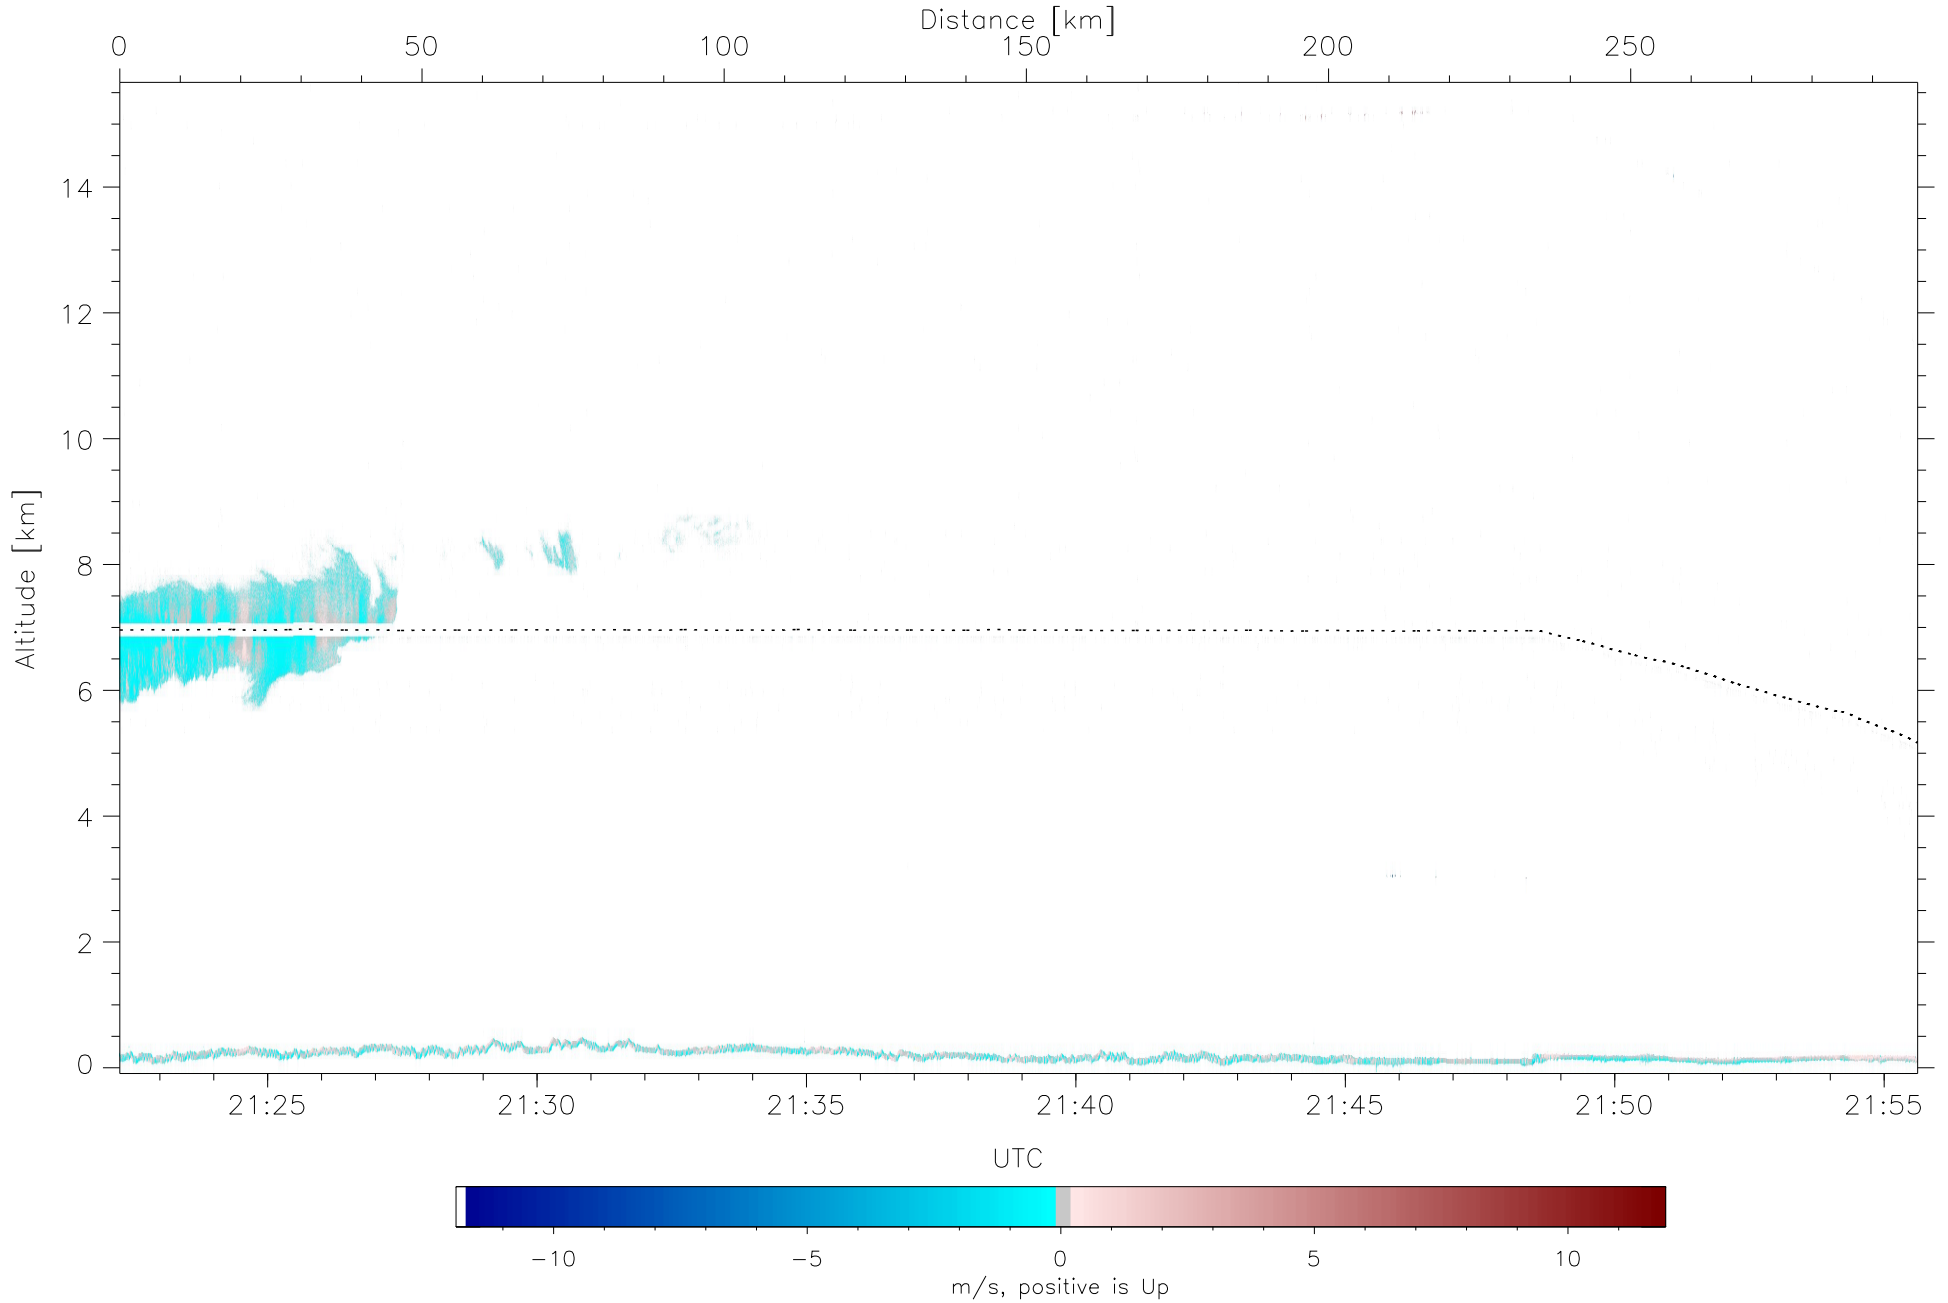 Distance [km]
0 50 100 150 200 250
14
12
10
8
6
4
2
0
Altitude [km]
21:25 21:30 21:35 21:40 21:45 21:50 21:55
UTC
−10 −5 0 5 10
m/s, positive is Up